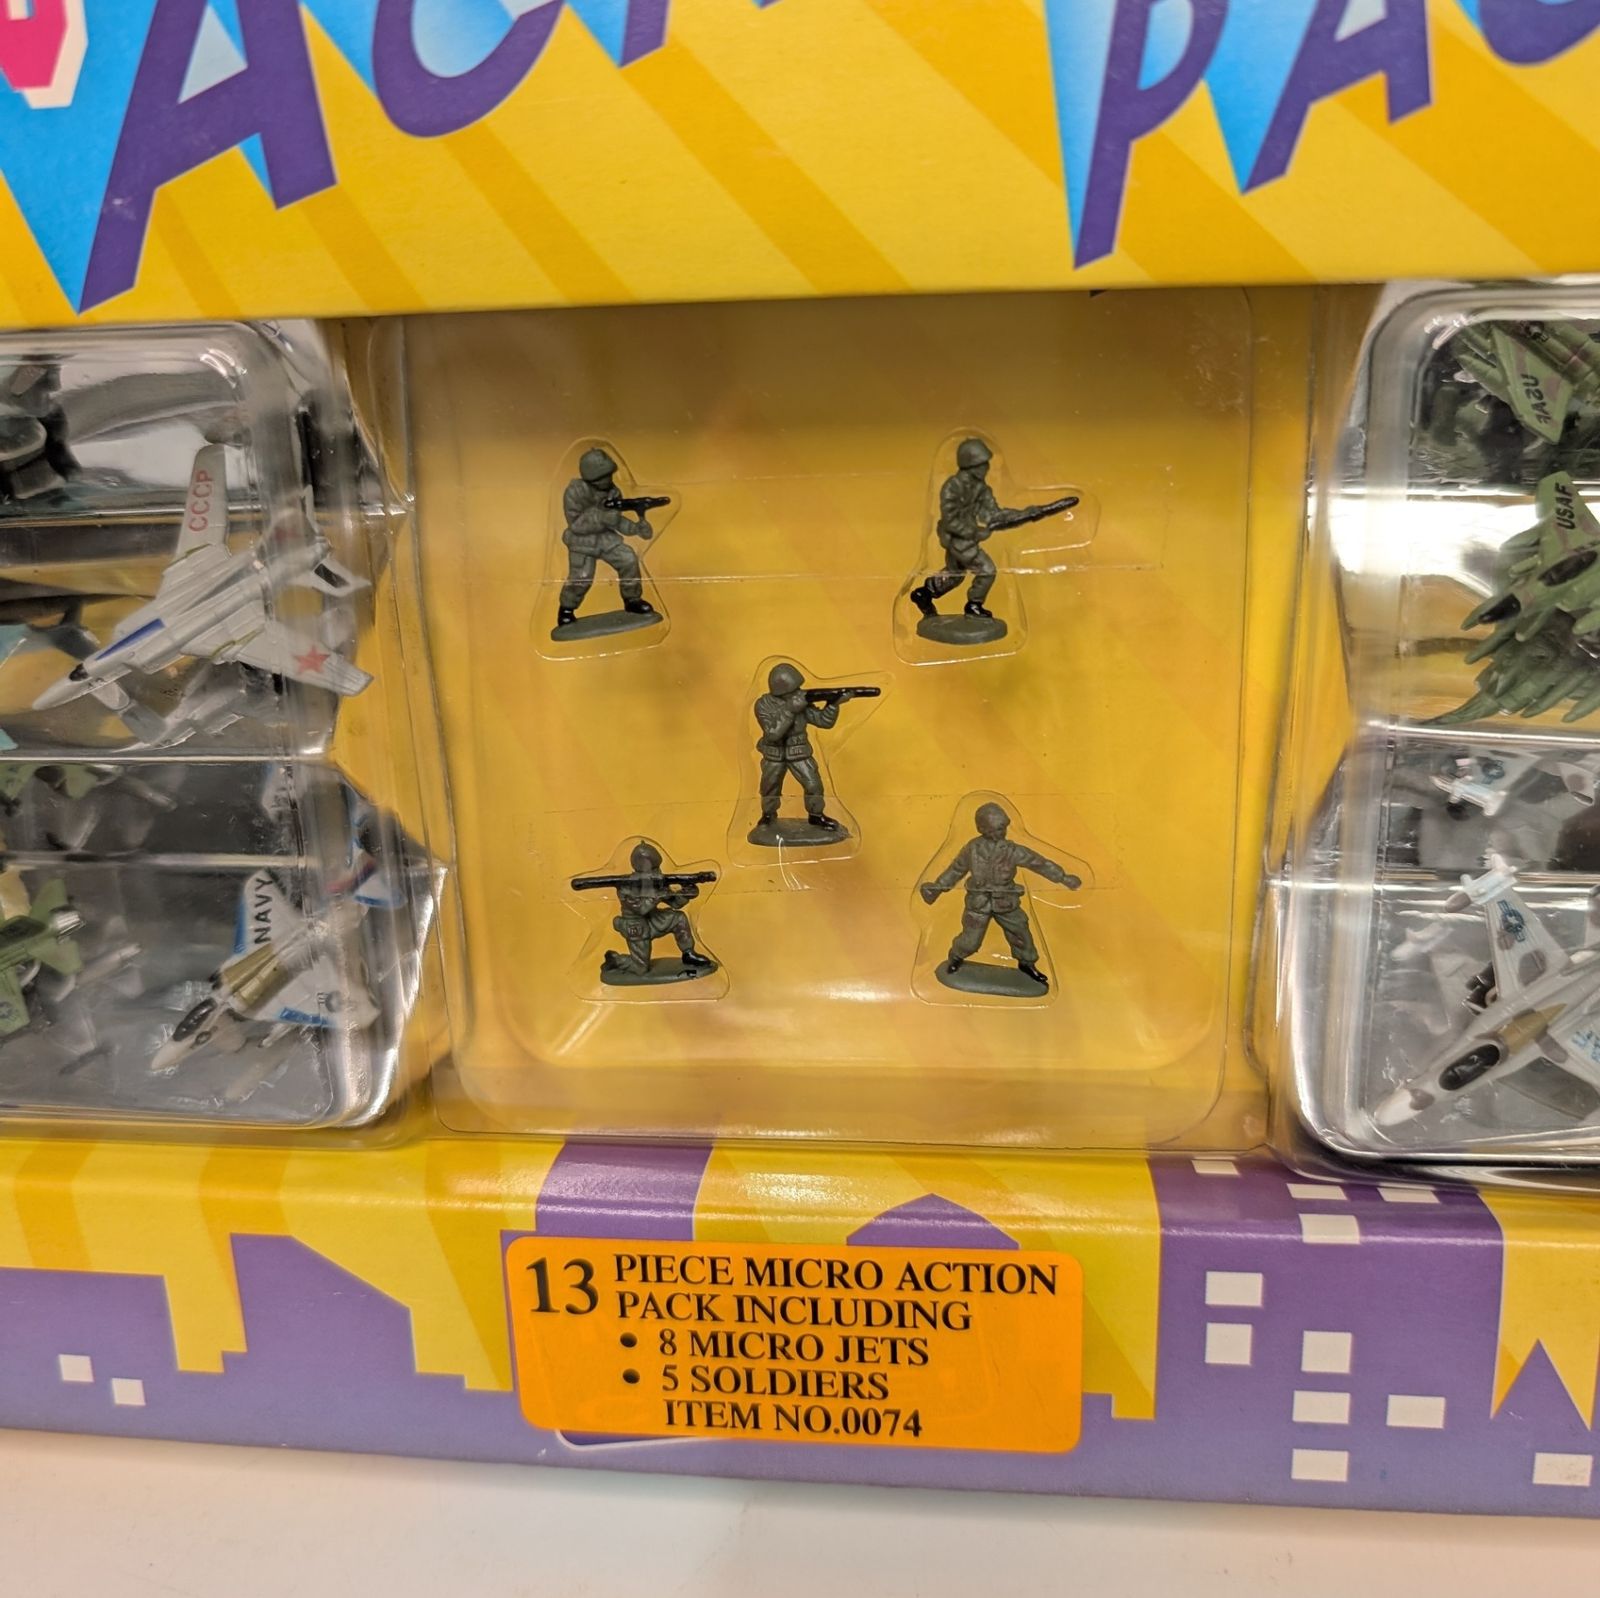 CCCP
NAVY
USAF
USAF
13 PIECE MICRO ACTION
PACK INCLUDING
• 8 MICRO JETS
• 5 SOLDIERS
ITEM NO.0074